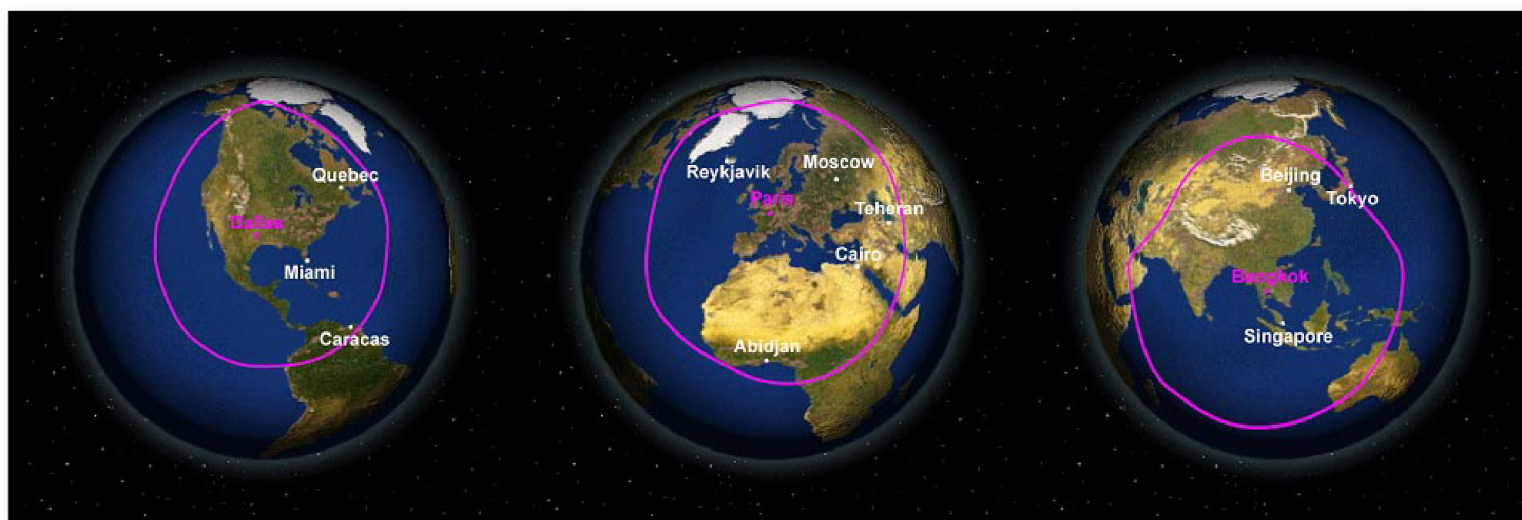 Quebec
Dallas
Miami
Caracas
Reykjavik
Moscow
Paris
Teheran
Cairo
Abidjan
Beijing
Tokyo
Bangkok
Singapore